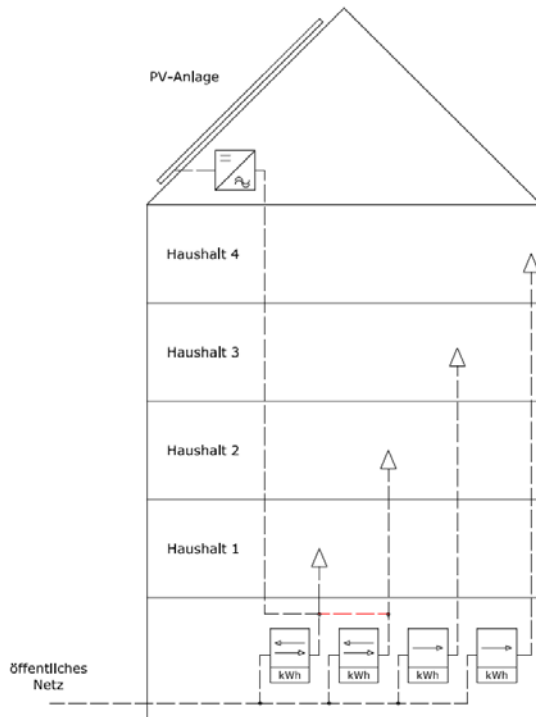 PV-Anlage
Haushalt 4
Haushalt 3
Haushalt 2
Haushalt 1
öffentliches
Netz
kWh
kWh
kWh
kWh